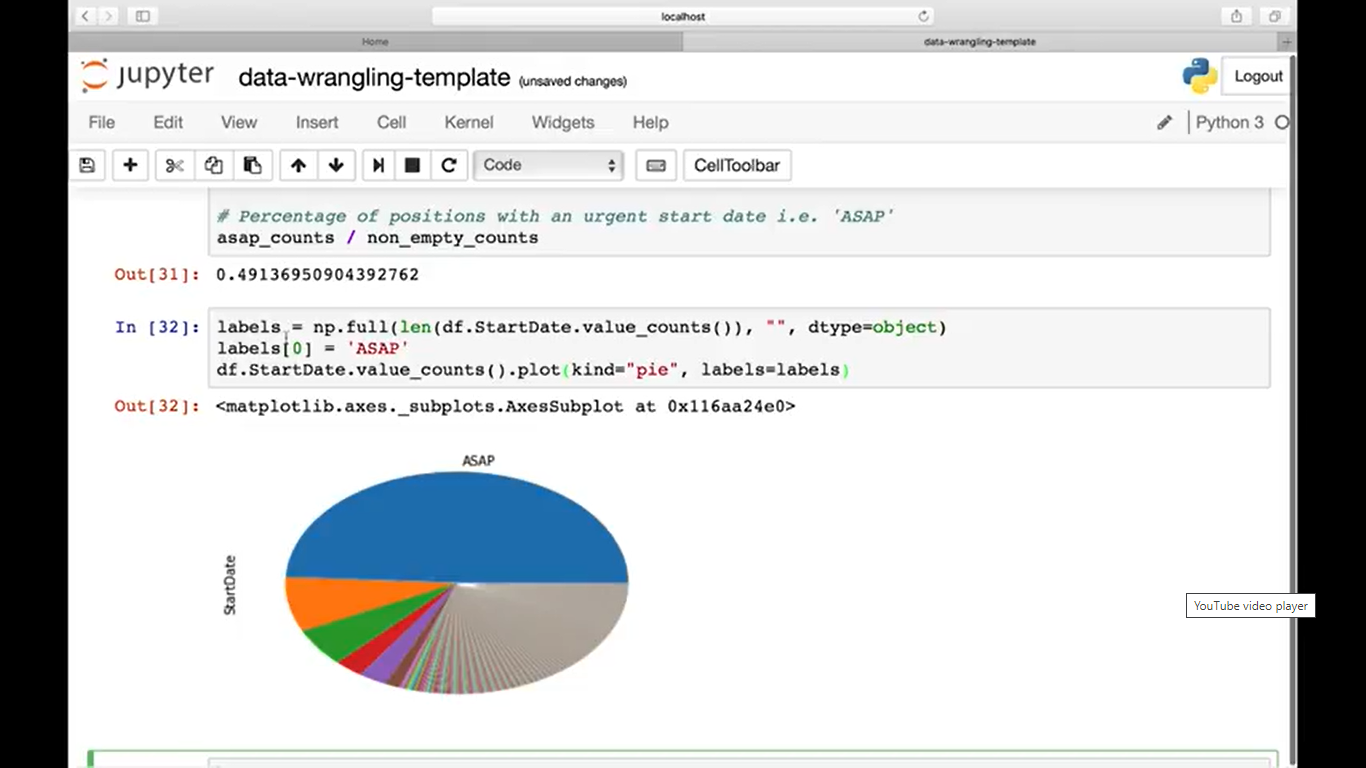 localhost
Home
data-wrangling-template
jupyter data-wrangling-template (unsaved changes)
Logout
File Edit View Insert Cell Kernel Widgets Help
Python 3
Code
CellToolbar
# Percentage of positions with an urgent start date i.e. 'ASAP'
asap_counts / non_empty_counts
Out[31]: 0.49136950904392762
In [32]: labels = np.full(len(df.StartDate.value_counts()), "", dtype=object)
labels[0] = 'ASAP'
df.StartDate.value_counts().plot(kind="pie", labels=labels)
Out[32]: <matplotlib.axes._subplots.AxesSubplot at 0x116aa24e0>
ASAP
StartDate
YouTube video player